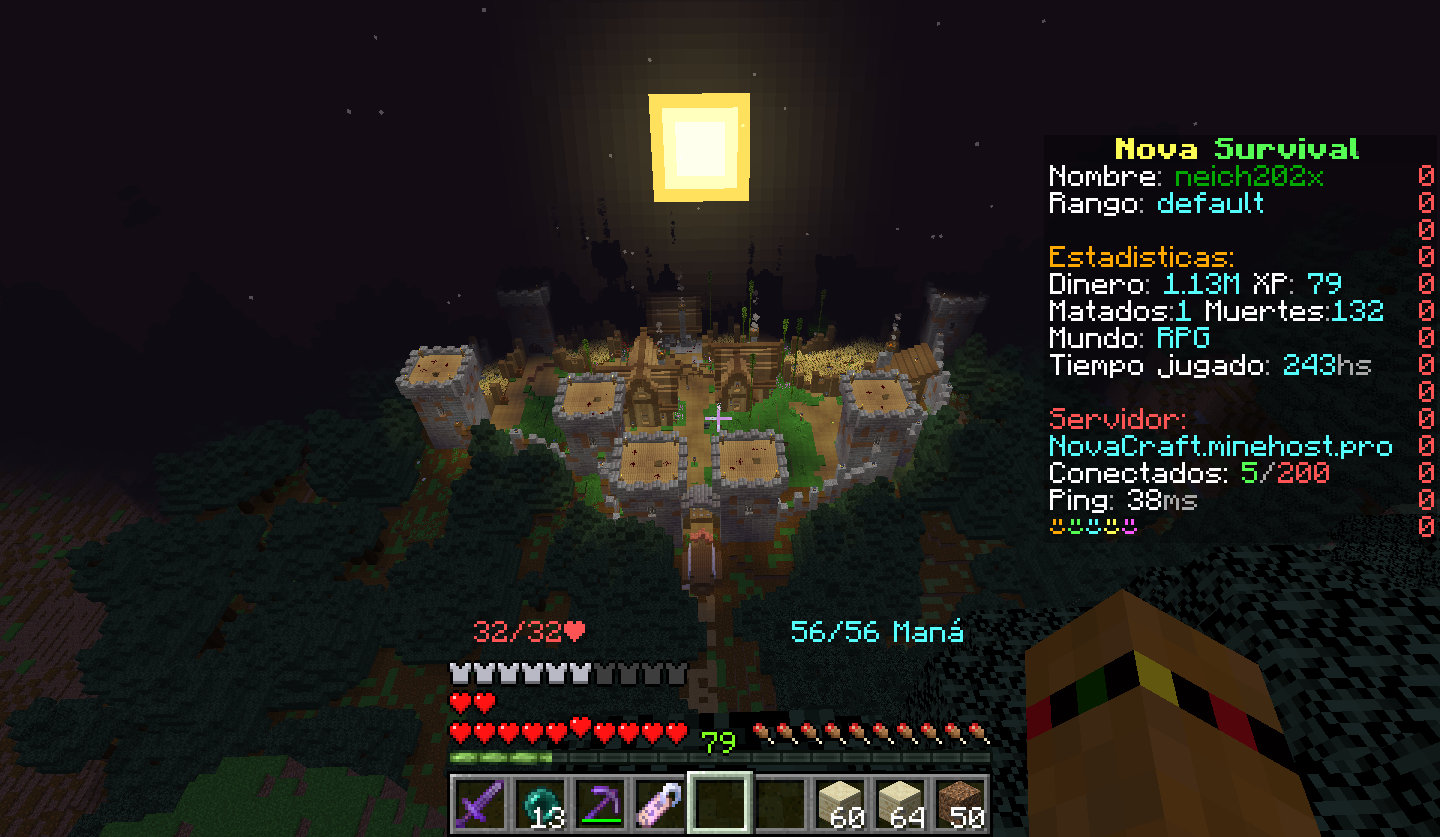 Nova Survival
Nombre: neich202x 0
Rango: default 0
0
Estadisticas: 0
Dinero: 1.13M XP: 79 0
Matados:1 Muertes:132 0
Mundo: RPG 0
Tiempo jugado: 243hs 0
0
Servidor: 0
NovaCraft.minehost.pro 0
Conectados: 5/200 0
Ping: 38ms 0
0
32/32 56/56 Maná
79
13 60 64 50